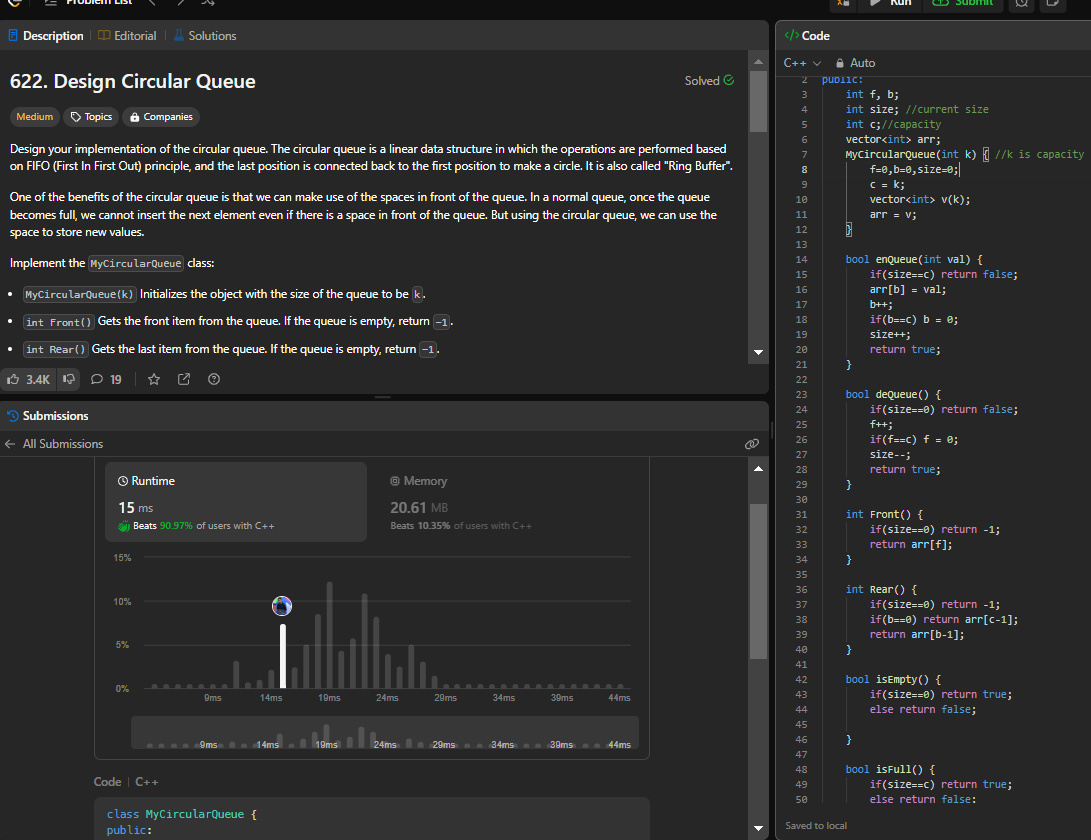 Problem List
Run
Submit
Description
Editorial
Solutions
622. Design Circular Queue
Solved
Medium
Topics
Companies
Design your implementation of the circular queue. The circular queue is a linear data structure in which the operations are performed based
on FIFO (First In First Out) principle, and the last position is connected back to the first position to make a circle. It is also called "Ring Buffer".
One of the benefits of the circular queue is that we can make use of the spaces in front of the queue. In a normal queue, once the queue
becomes full, we cannot insert the next element even if there is a space in front of the queue. But using the circular queue, we can use the
space to store new values.
Implement the MyCircularQueue class:
• MyCircularQueue(k) Initializes the object with the size of the queue to be k.
• int Front() Gets the front item from the queue. If the queue is empty, return -1.
• int Rear() Gets the last item from the queue. If the queue is empty, return -1.
3.4K
19
Submissions
All Submissions
Runtime
15 ms
Beats 90.97% of users with C++
Memory
20.61 MB
Beats 10.35% of users with C++
15%
10%
5%
0%
9ms 14ms 19ms 24ms 29ms 34ms 39ms 44ms
9ms 14ms 19ms 24ms 29ms 34ms 39ms 44ms
Code | C++
class MyCircularQueue {
public:
</> Code
C++ Auto
2 public:
3 int f, b;
4 int size; //current size
5 int c;//capacity
6 vector<int> arr;
7 MyCircularQueue(int k) { //k is capacity
8 f=0,b=0,size=0;
9 c = k;
10 vector<int> v(k);
11 arr = v;
12 }
13
14 bool enQueue(int val) {
15 if(size==c) return false;
16 arr[b] = val;
17 b++;
18 if(b==c) b = 0;
19 size++;
20 return true;
21 }
22
23 bool deQueue() {
24 if(size==0) return false;
25 f++;
26 if(f==c) f = 0;
27 size--;
28 return true;
29 }
30
31 int Front() {
32 if(size==0) return -1;
33 return arr[f];
34 }
35
36 int Rear() {
37 if(size==0) return -1;
38 if(b==0) return arr[c-1];
39 return arr[b-1];
40 }
41
42 bool isEmpty() {
43 if(size==0) return true;
44 else return false;
45
46 }
47
48 bool isFull() {
49 if(size==c) return true;
50 else return false:
Saved to local